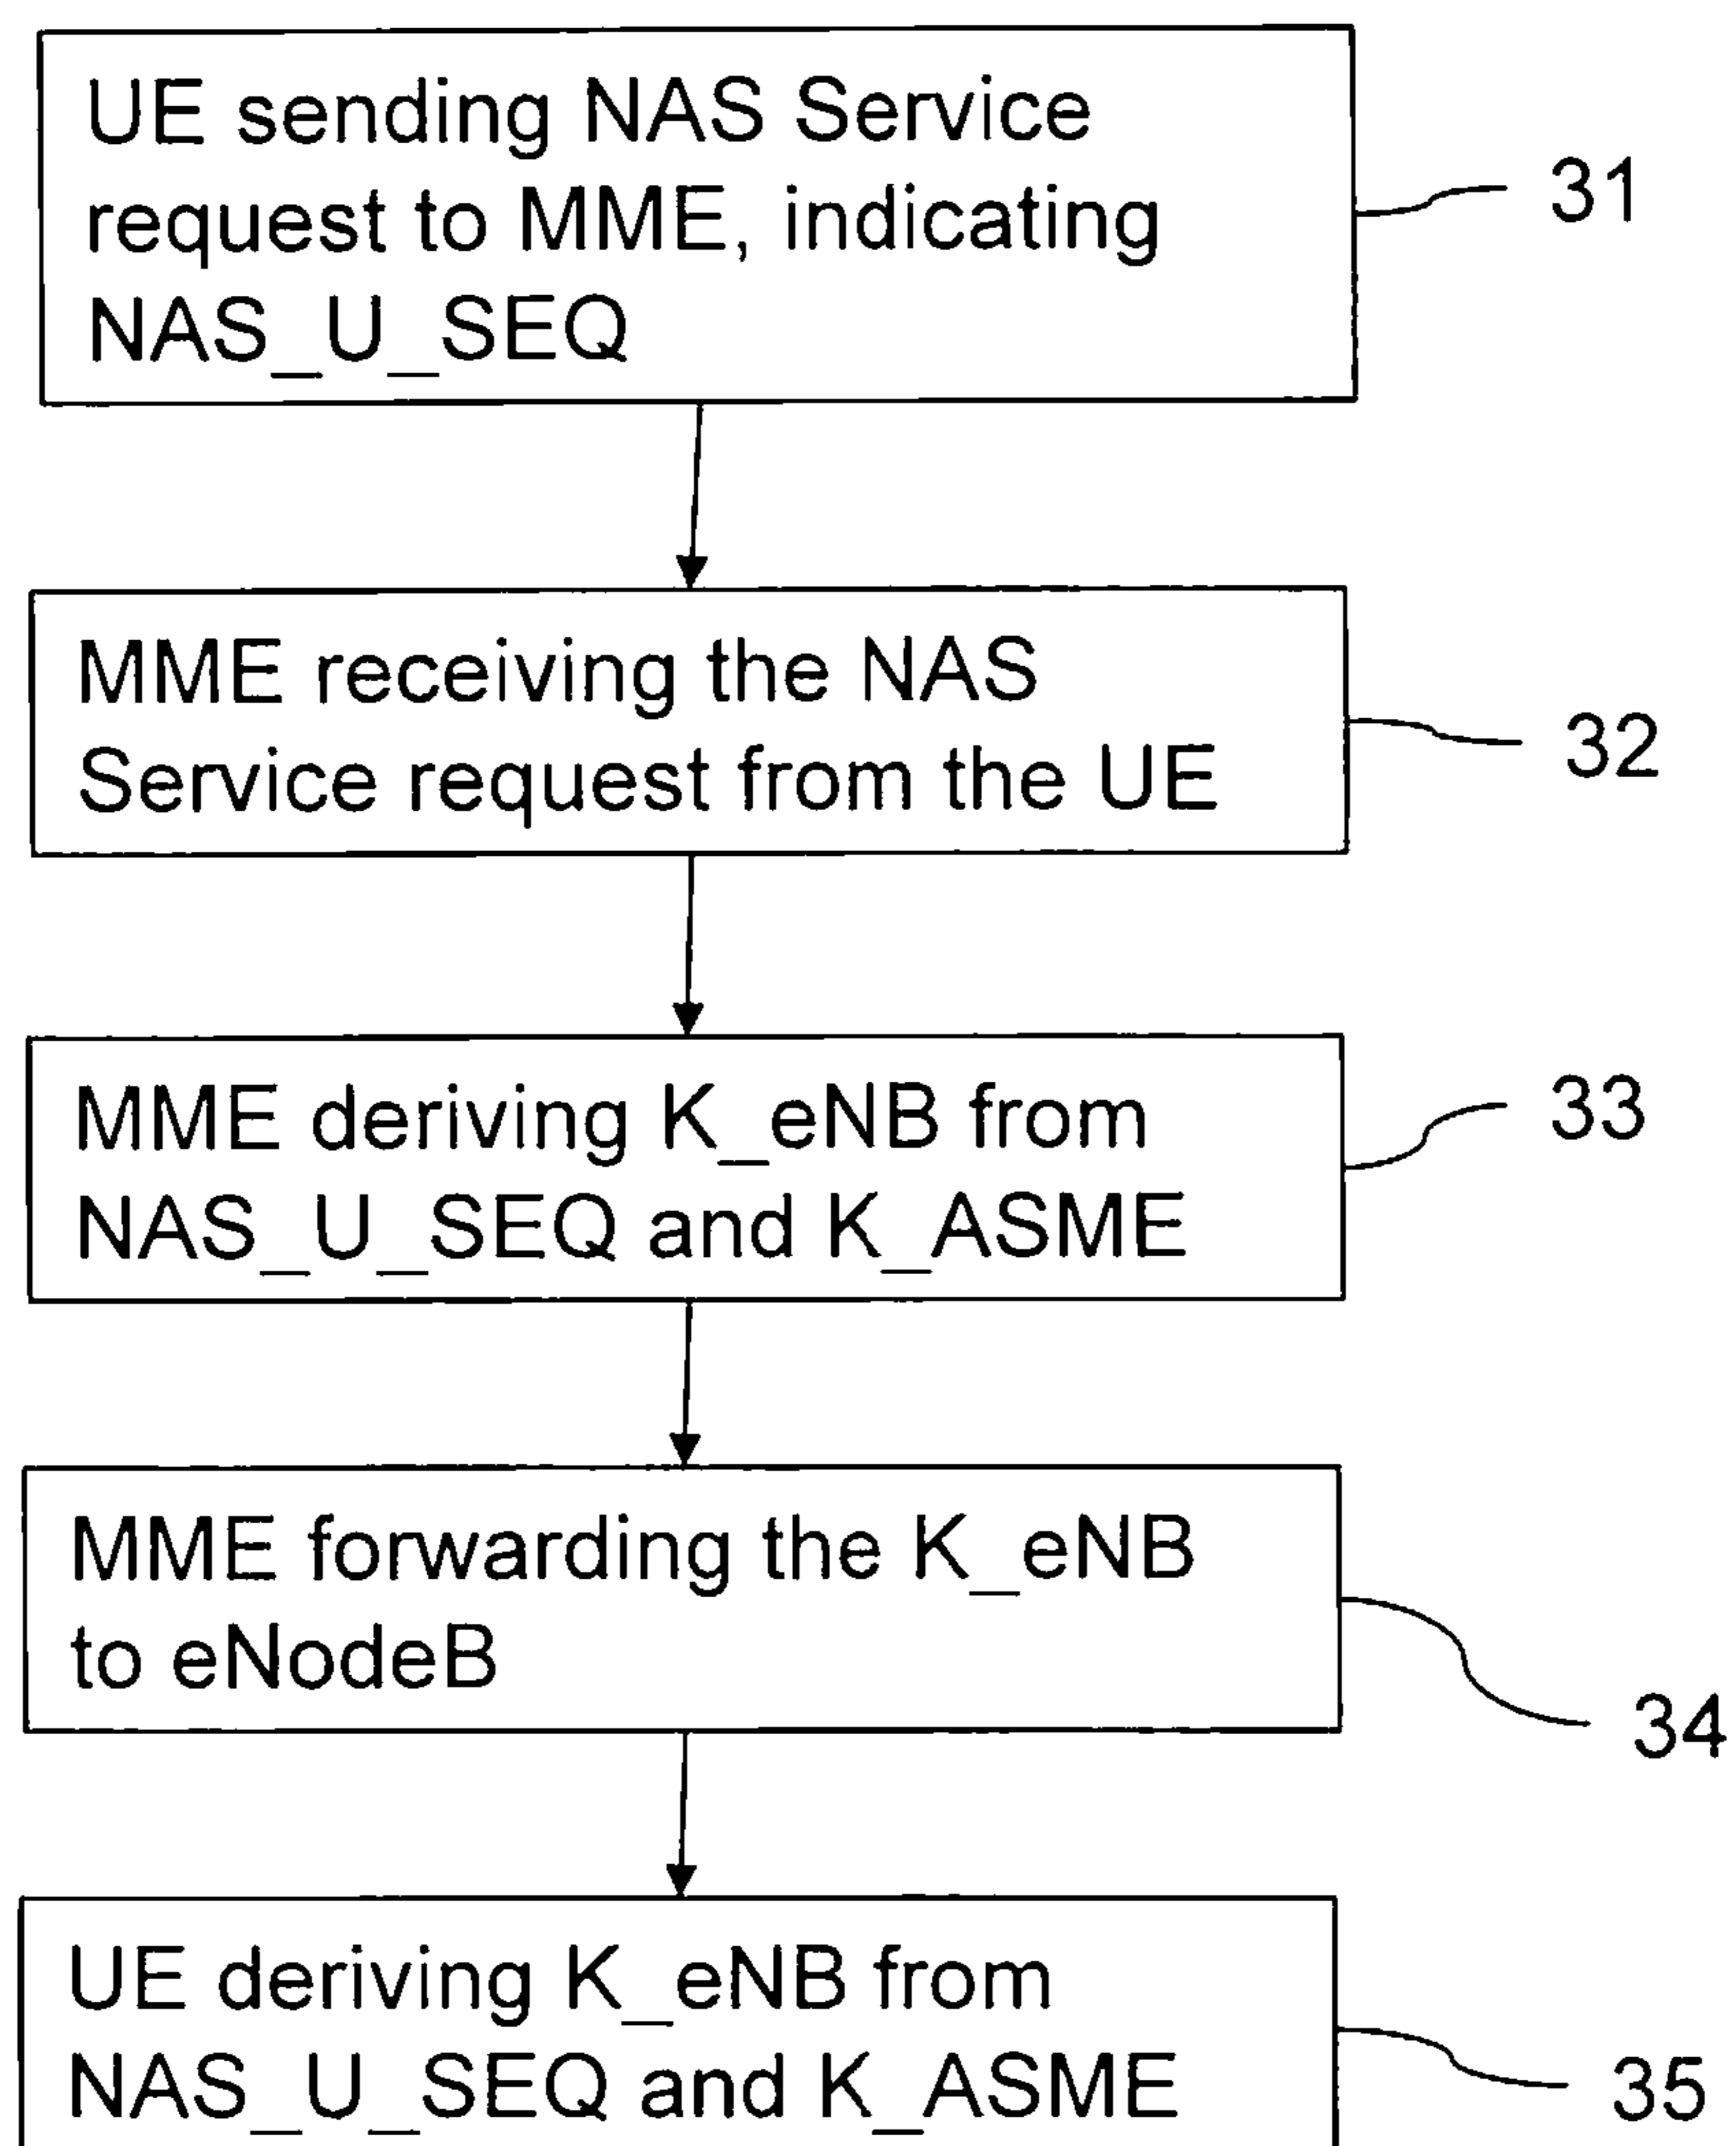 UE sending NAS Service
request to MME, indicating
NAS_U_SEQ
31
MME receiving the NAS
Service request from the UE
32
MME deriving K_eNB from
NAS_U_SEQ and K_ASME
33
MME forwarding the K_eNB
to eNodeB
34
UE deriving K_eNB from
NAS_U_SEQ and K_ASME
35